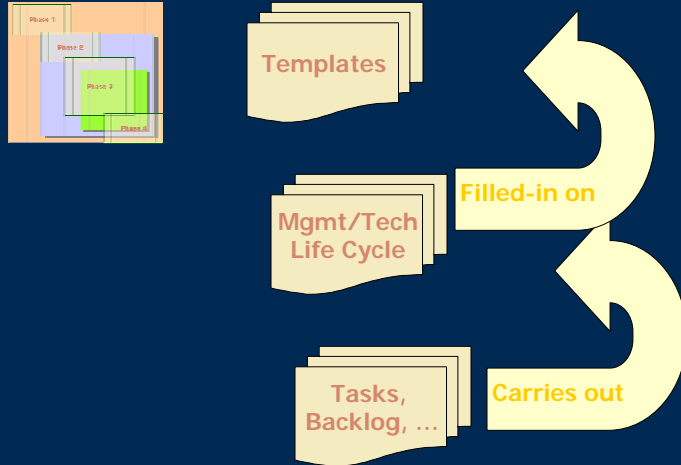 Phase 1
Phase 2
Phase 3
Phase 4
Templates
Filled-in on
Mgmt/Tech
Life Cycle
Carries out
Tasks,
Backlog, ...